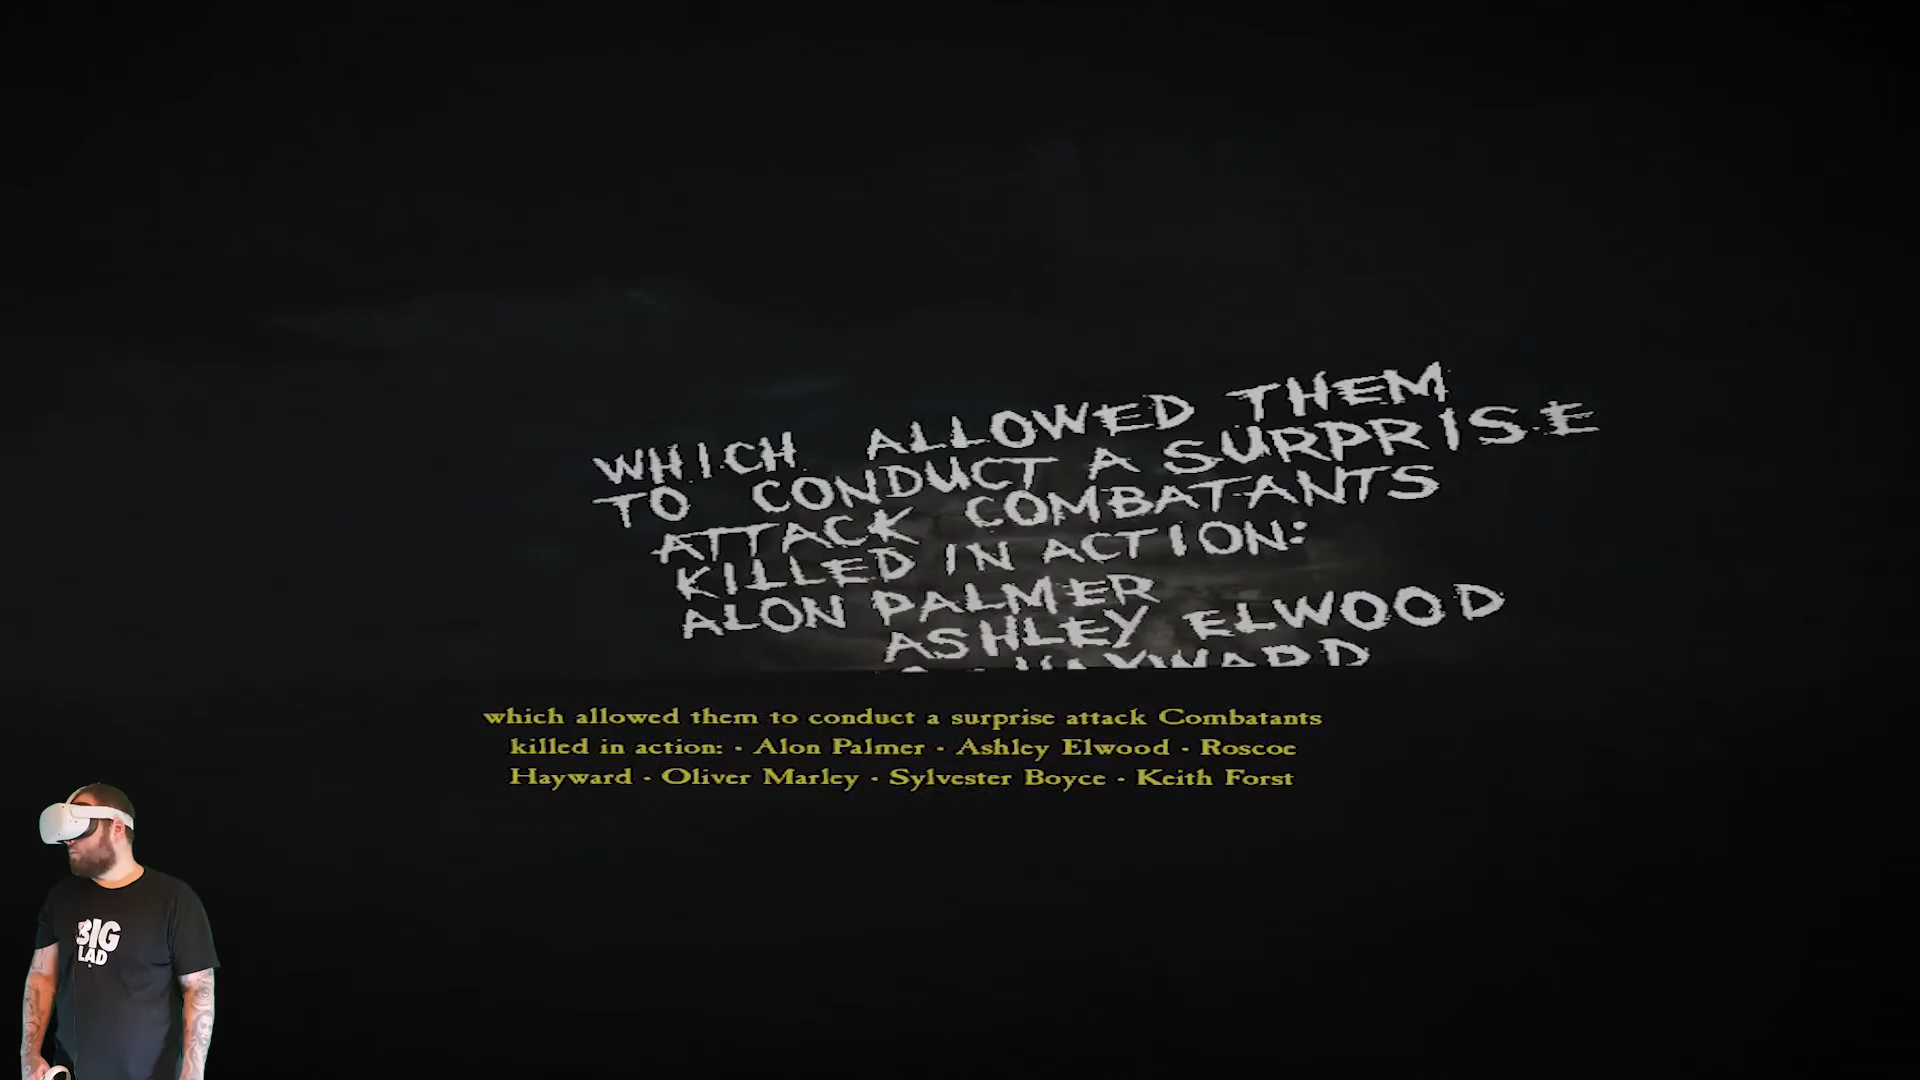 WHICH ALLOWED THEM
TO CONDUCT A SURPRISE
ATTACK COMBATANTS
KILLED IN ACTION:
ALON PALMER
ASHLEY ELWOOD
HAYWARD
which allowed them to conduct a surprise attack Combatants
killed in action: - Alon Palmer - Ashley Elwood - Roscoe
Hayward - Oliver Marley - Sylvester Boyce - Keith Forst
BIG
LAD